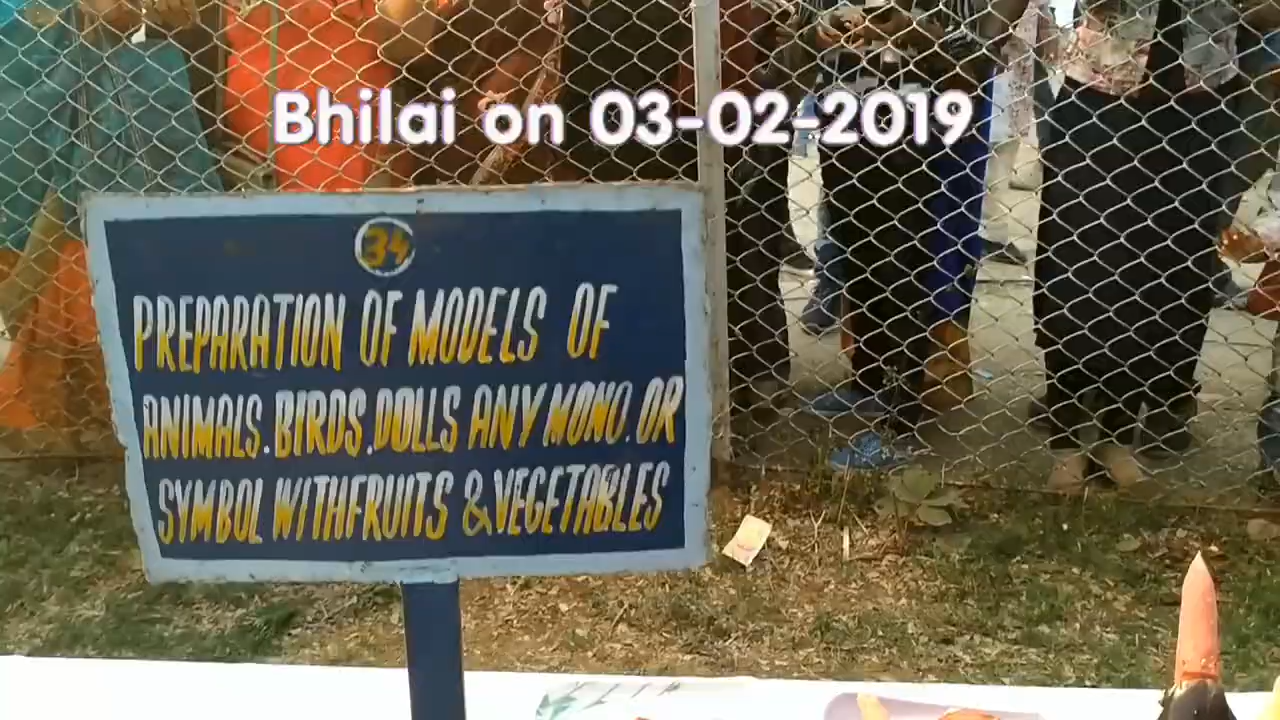 Bhilai on 03-02-2019
34
PREPARATION OF MODELS OF
ANIMALS.BIRDS.DOLLS ANY MONO.OR
SYMBOL WITHFRUITS & VEGETABLES